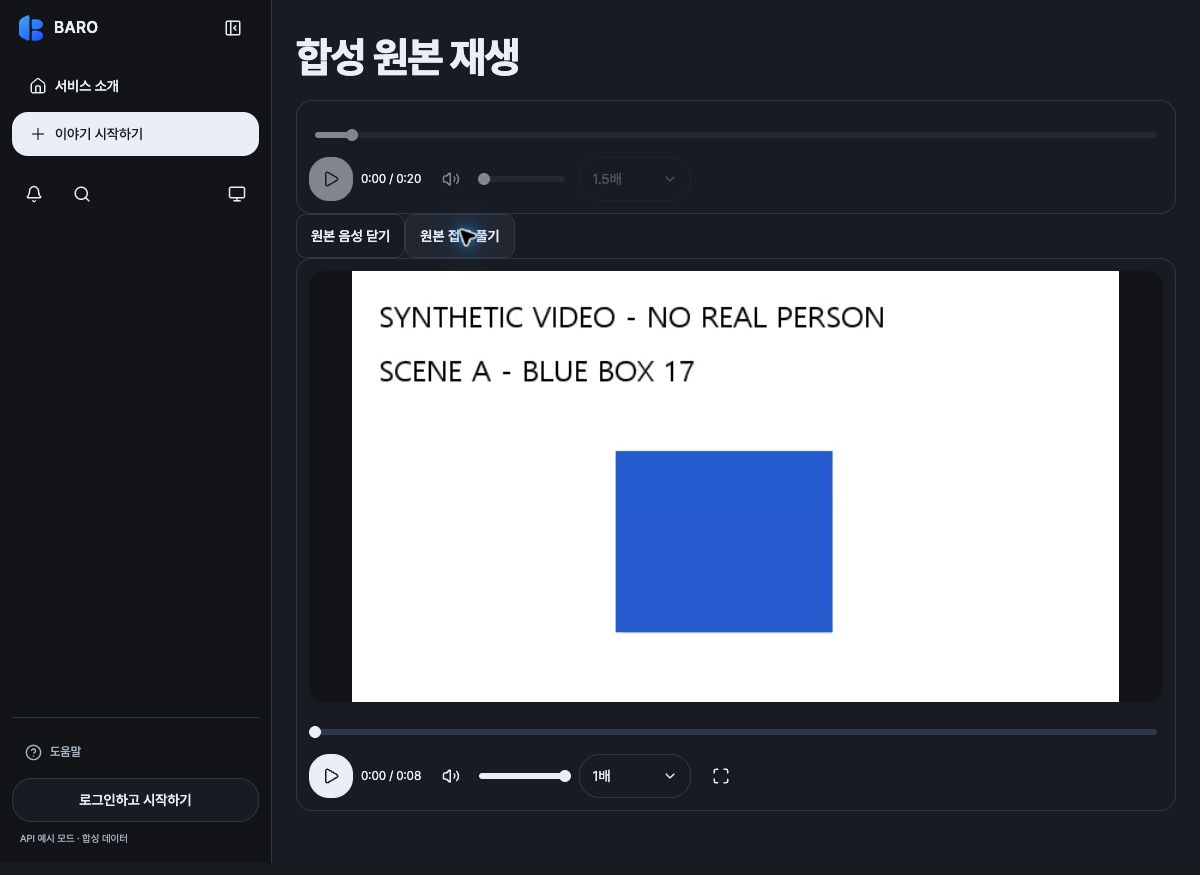 BARO
서비스 소개
이야기 시작하기
도움말
로그인하고 시작하기
API 예시 모드 · 합성 데이터
합성 원본 재생
0:00 / 0:20
1.5배
원본 음성 닫기
원본 풀기
SYNTHETIC VIDEO - NO REAL PERSON
SCENE A - BLUE BOX 17
0:00 / 0:08
1배